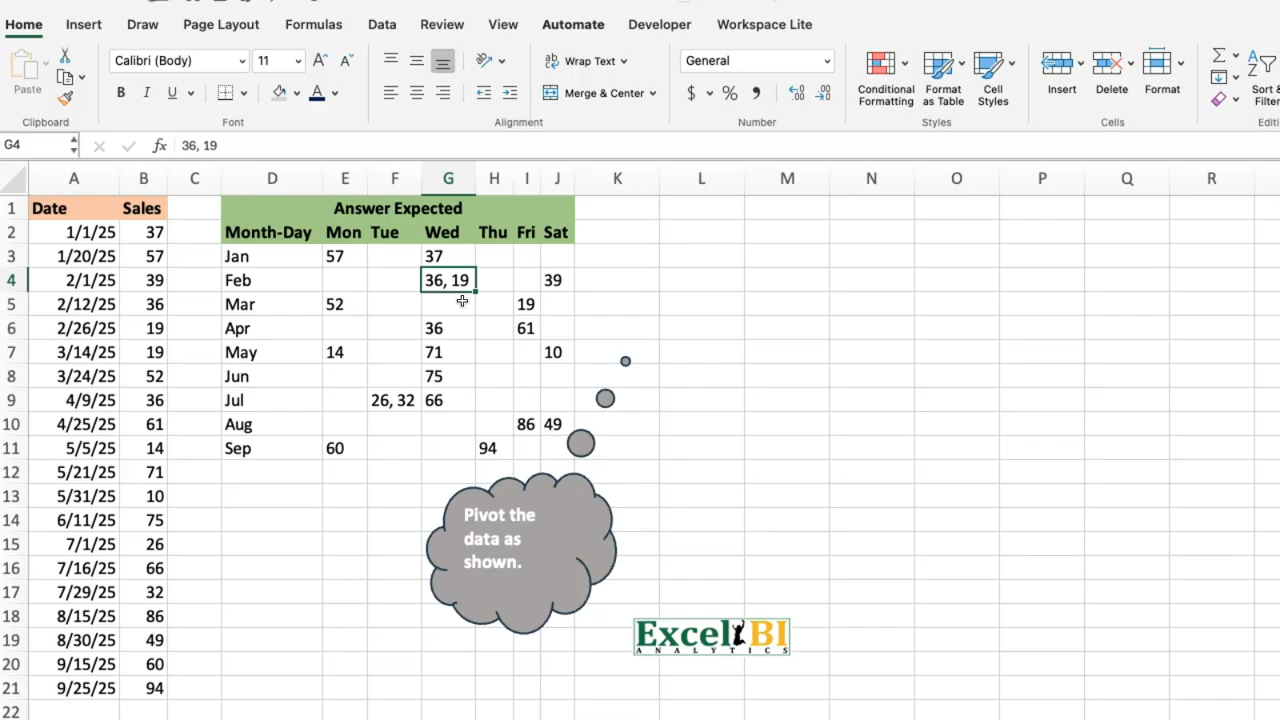 Home Insert Draw Page Layout Formulas Data Review View Automate Developer Workspace Lite
Calibri (Body) 11 A A Wrap Text General
Paste B I U A Merge & Center $ % Conditional Formatting Format as Table Cell Styles Insert Delete Format Sort & Filter
Clipboard Font Alignment Number Styles Cells
G4 fx 36, 19
A B C D E F G H I J K L M N O P Q R
1 Date Sales Answer Expected
2 1/1/25 37 Month-Day Mon Tue Wed Thu Fri Sat
3 1/20/25 57 Jan 57 37
4 2/1/25 39 Feb 36, 19 39
5 2/12/25 36 Mar 52 19
6 2/26/25 19 Apr 36 61
7 3/14/25 19 May 14 71 10
8 3/24/25 52 Jun 75
9 4/9/25 36 Jul 26, 32 66
10 4/25/25 61 Aug 86 49
11 5/5/25 14 Sep 60 94
12 5/21/25 71
13 5/31/25 10
14 6/11/25 75
15 7/1/25 26
16 7/16/25 66
17 7/29/25 32
18 8/15/25 86
19 8/30/25 49
20 9/15/25 60
21 9/25/25 94
22
Pivot the
data as
shown.
Excel BI
ANALYTICS